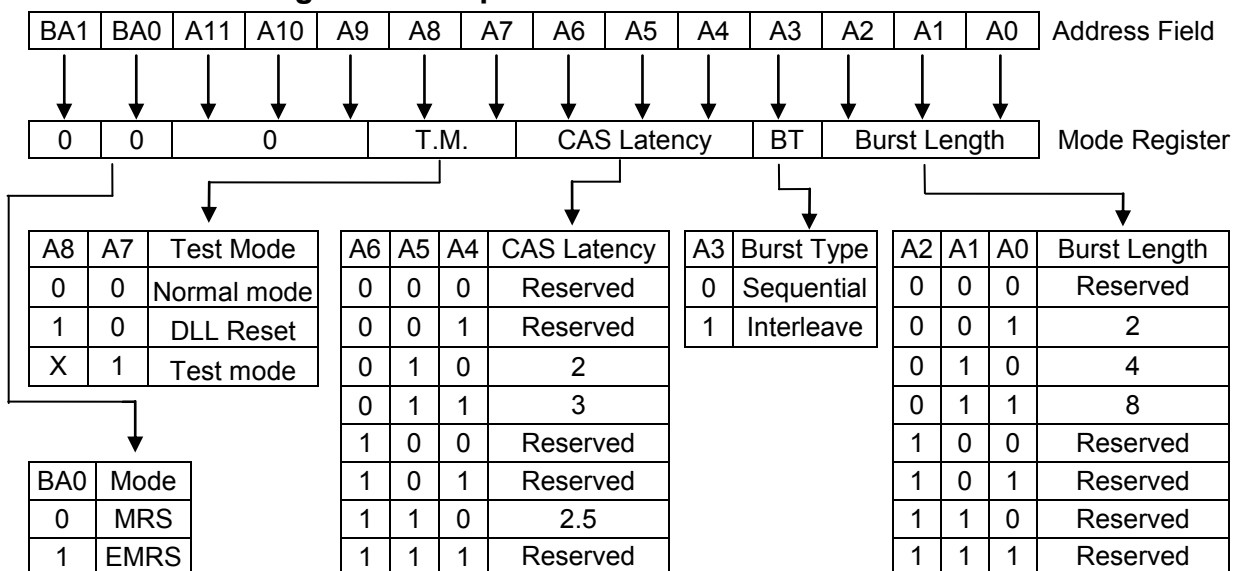 BA1 BA0 A11 A10 A9 A8 A7 A6 A5 A4 A3 A2 A1 A0 Address Field
0 0 0 T.M. CAS Latency BT Burst Length Mode Register
A8 A7 Test Mode
0 0 Normal mode
1 0 DLL Reset
X 1 Test mode
BA0 Mode
0 MRS
1 EMRS
A6 A5 A4 CAS Latency
0 0 0 Reserved
0 0 1 Reserved
0 1 0 2
0 1 1 3
1 0 0 Reserved
1 0 1 Reserved
1 1 0 2.5
1 1 1 Reserved
A3 Burst Type
0 Sequential
1 Interleave
A2 A1 A0 Burst Length
0 0 0 Reserved
0 0 1 2
0 1 0 4
0 1 1 8
1 0 0 Reserved
1 0 1 Reserved
1 1 0 Reserved
1 1 1 Reserved